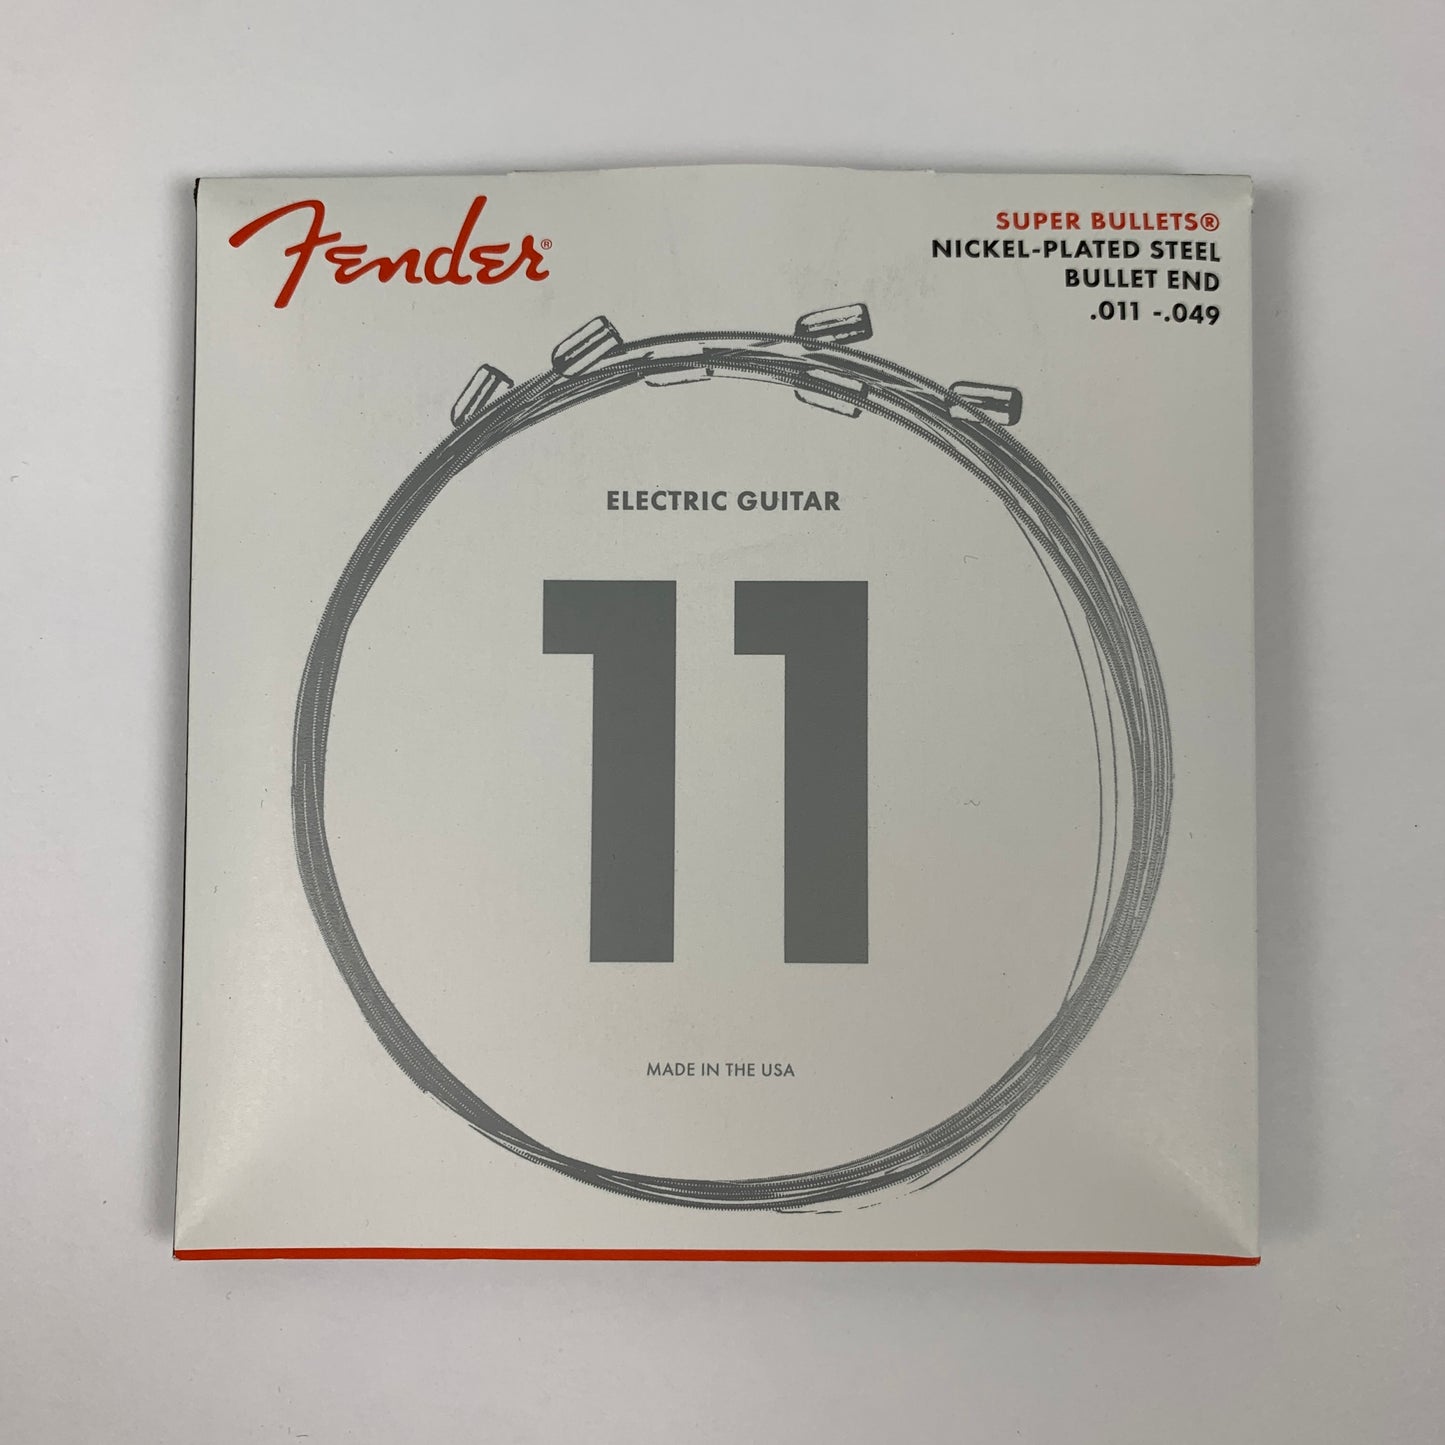 Fender®
SUPER BULLETS®
NICKEL-PLATED STEEL
BULLET END
.011 -.049
ELECTRIC GUITAR
11
MADE IN THE USA